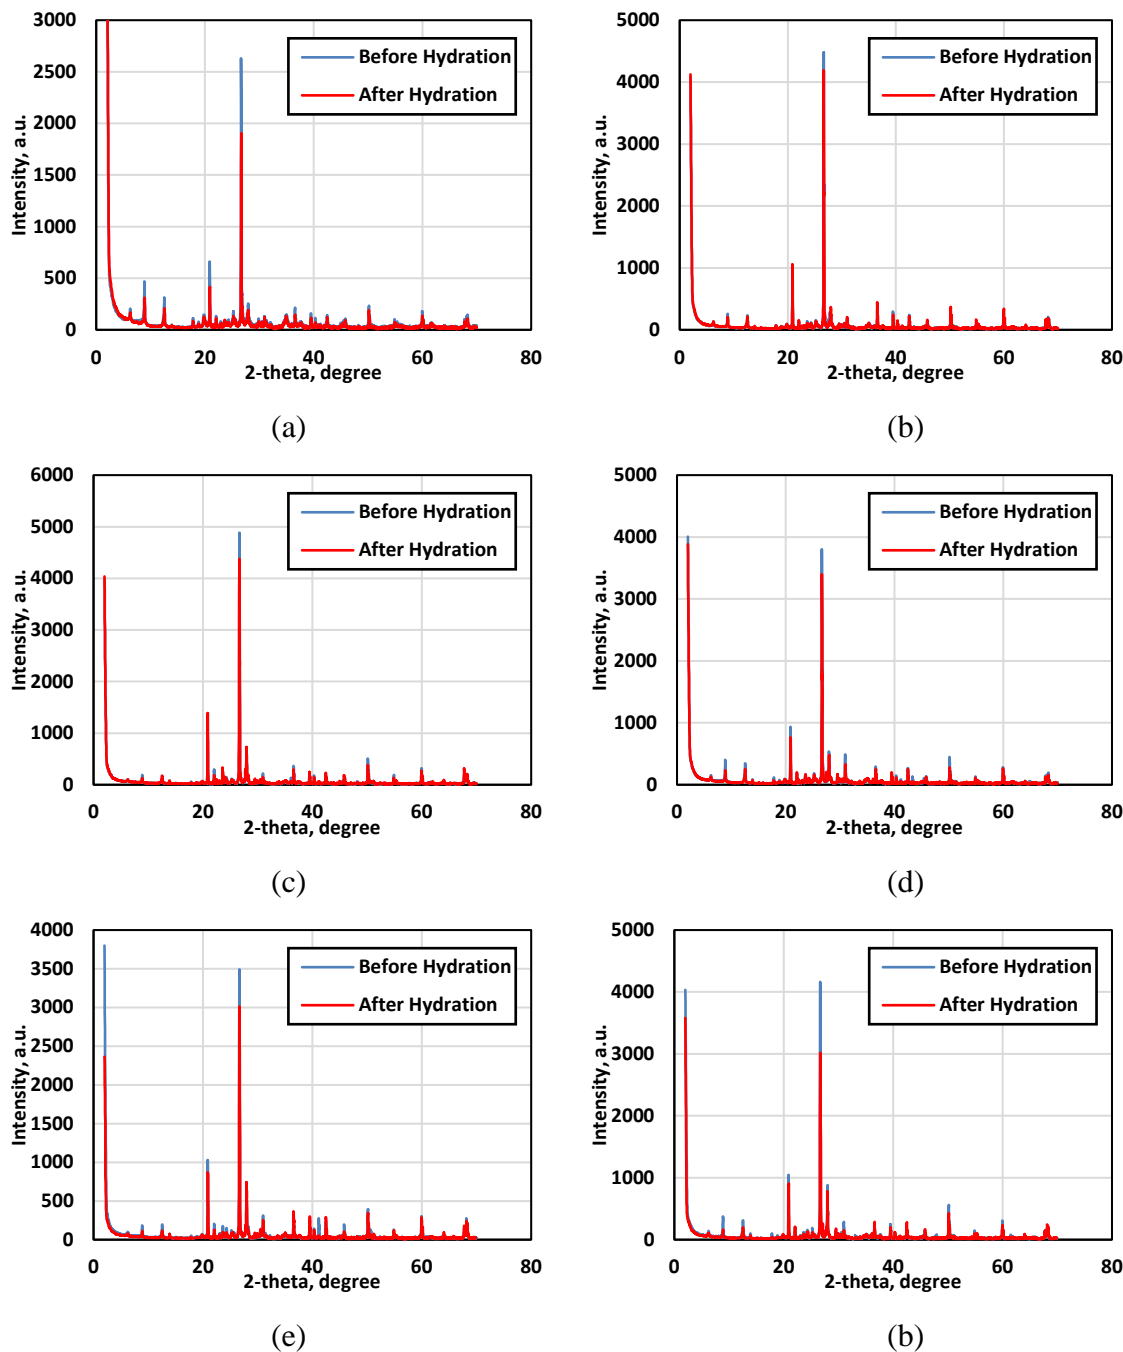 3000
2500
2000
1500
1000
500
0
0 20 40 60 80
Intensity, a.u.
2-theta, degree
Before Hydration
After Hydration
(a)
5000
4000
3000
2000
1000
0
0 20 40 60 80
Intensity, a.u.
2-theta, degree
Before Hydration
After Hydration
(b)
6000
5000
4000
3000
2000
1000
0
0 20 40 60 80
Intensity, a.u.
2-theta, degree
Before Hydration
After Hydration
(c)
5000
4000
3000
2000
1000
0
0 20 40 60 80
Intensity, a.u.
2-theta, degree
Before Hydration
After Hydration
(d)
4000
3500
3000
2500
2000
1500
1000
500
0
0 20 40 60 80
Intensity, a.u.
2-theta, degree
Before Hydration
After Hydration
(e)
5000
4000
3000
2000
1000
0
0 20 40 60 80
Intensity, a.u.
2-theta, degree
Before Hydration
After Hydration
(b)